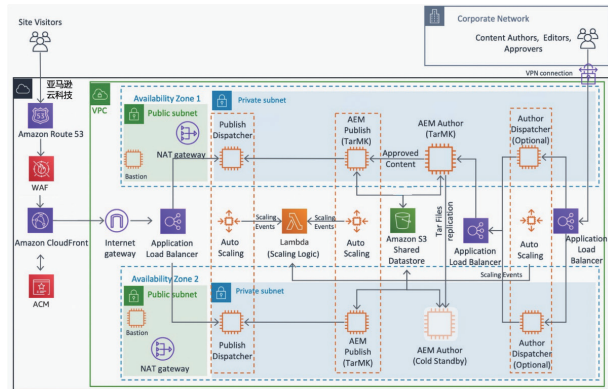 Site Visitors
Corporate Network
Content Authors, Editors,
Approvers
VPN connection
亚马逊
云科技
VPC
Availability Zone 1
Private subnet
Public subnet
NAT gateway
Bastion
Publish
Dispatcher
AEM
Publish
(TarMK)
Approved
Content
AEM Author
(TarMK)
Author
Dispatcher
(Optional)
Amazon Route 53
WAF
Amazon CloudFront
ACM
Internet
gateway
Application
Load Balancer
Auto
Scaling
Scaling
Events
Lambda
(Scaling Logic)
Scaling
Events
Auto
Scaling
Amazon S3
Shared
Datastore
Tar Files
replication
Application
Load Balancer
Auto
Scaling
Application
Load
Balancer
Scaling Events
Availability Zone 2
Private subnet
Public subnet
Bastion
NAT gateway
Publish
Dispatcher
AEM
Publish
(TarMK)
AEM Author
(Cold Standby)
Author
Dispatcher
(Optional)